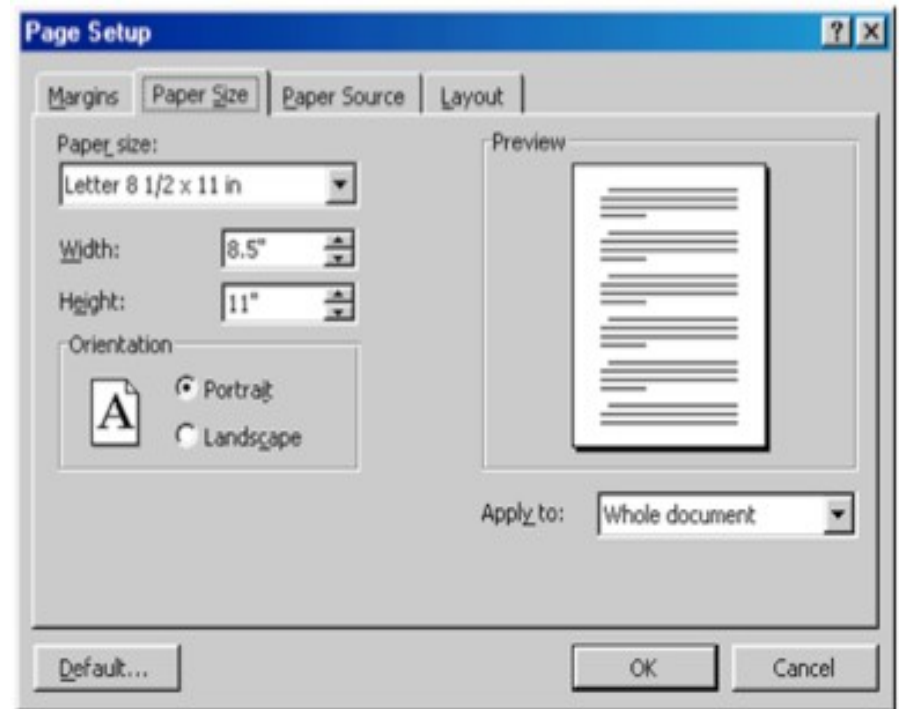 Page Setup
Margins Paper Size Paper Source Layout
Paper size:
Letter 8 1/2 x 11 in
Width: 8.5"
Height: 11"
Orientation
A
Portrait
Landscape
Preview
Apply to: Whole document
Default... OK Cancel